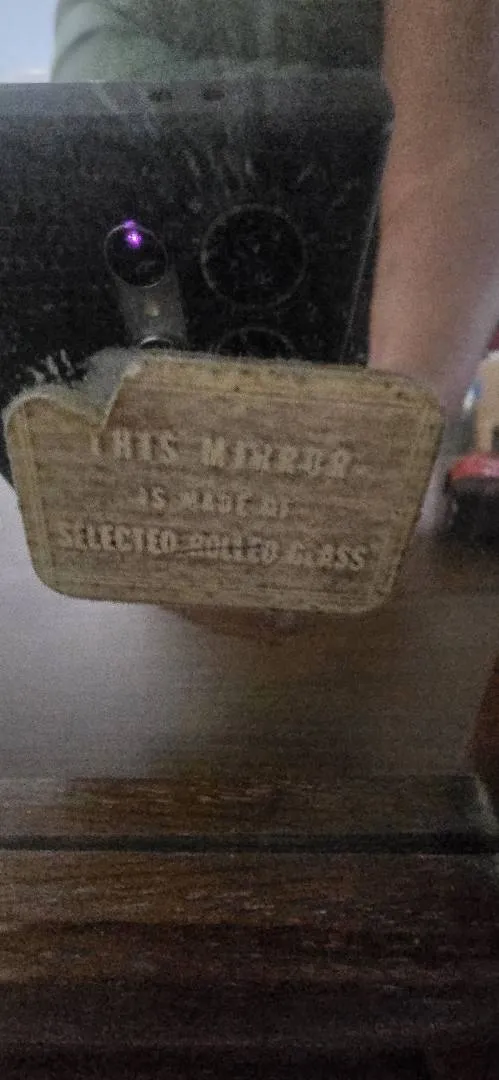 THIS MIRROR
IS MADE OF
SELECTED ROLLED GLASS